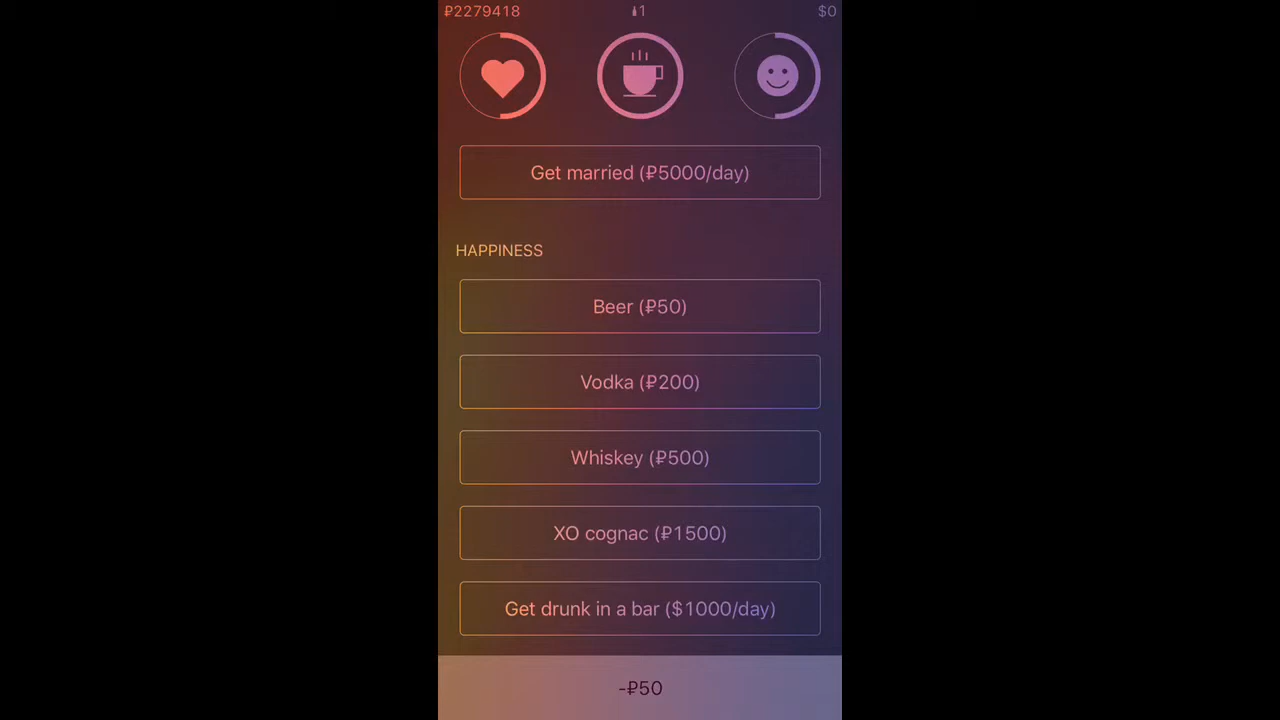 ₽2279418
1
$0
Get married (₽5000/day)
HAPPINESS
Beer (₽50)
Vodka (₽200)
Whiskey (₽500)
XO cognac (₽1500)
Get drunk in a bar ($1000/day)
-₽50